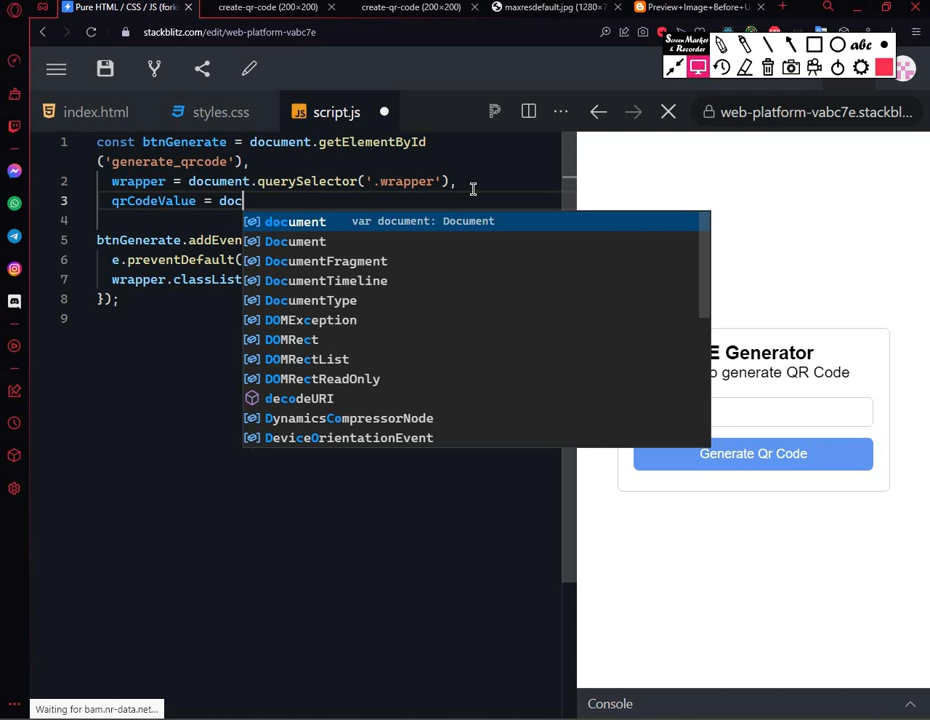 Pure HTML / CSS / JS (fork
create-qr-code (200×200)
create-qr-code (200×200)
maxresdefault.jpg (1280×7
Preview+Image+Before+U
stackblitz.com/edit/web-platform-vabc7e
Screen Marker
& Recorder
abc
index.html
styles.css
JS script.js
web-platform-vabc7e.stackbl...
1 const btnGenerate = document.getElementById
('generate_qrcode'),
2 wrapper = document.querySelector('.wrapper'),
3 qrCodeValue = doc
4
5 btnGenerate.addEven
6 e.preventDefault(
7 wrapper.classList
8 });
9
document var document: Document
Document
DocumentFragment
DocumentTimeline
DocumentType
DOMException
DOMRect
DOMRectList
DOMRectReadOnly
decodeURI
DynamicsCompressorNode
DeviceOrientationEvent
E Generator
o generate QR Code
Generate Qr Code
Console
Waiting for bam.nr-data.net...